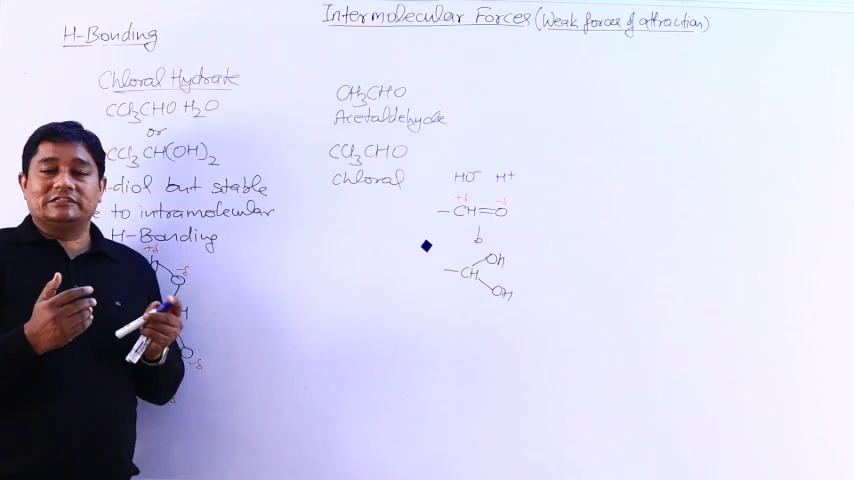 Intermolecular Forces (Weak forces of attraction)
H-Bonding
Chloral Hydrate
CCl3CHO.H2O
or
CCl3CH(OH)2
-diol but stable
e to intramolecular
H-Bonding
+δ
H
-δ
O
H
O
-δ
CH3CHO
Acetaldehyde
CCl3CHO
Chloral
HO- H+
+δ -δ
-CH=O
-CH
OH
OH